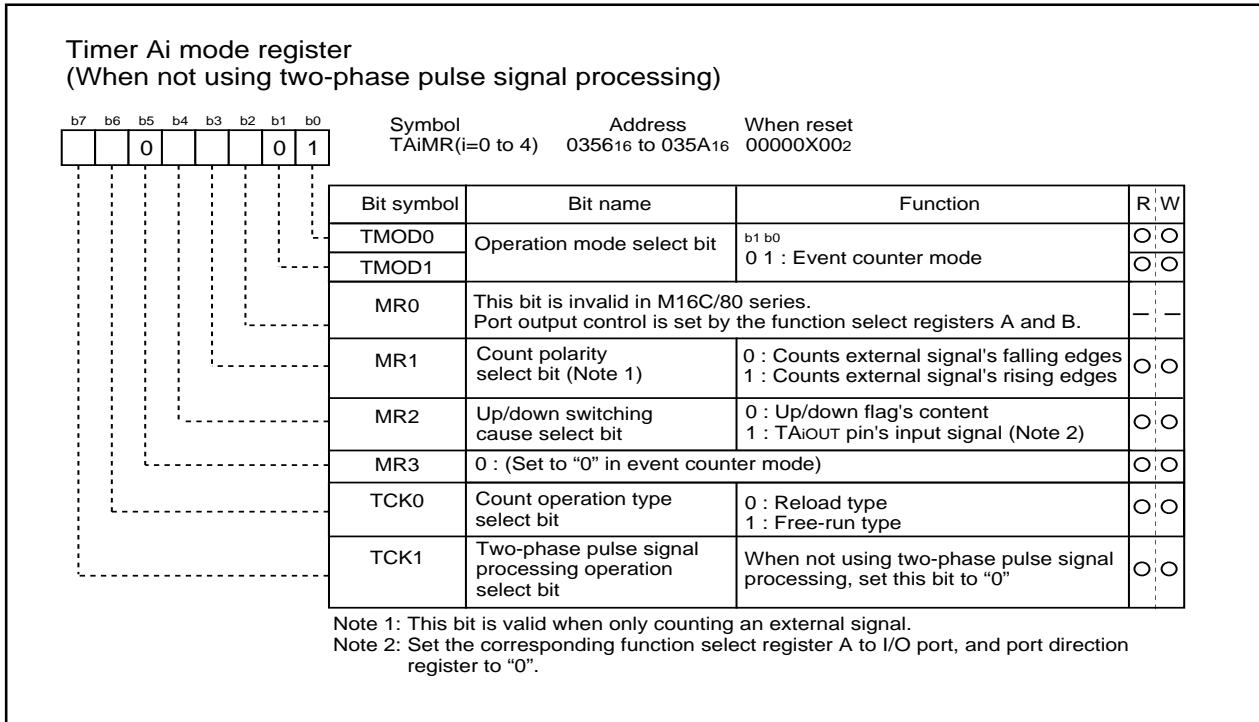 Timer Ai mode register
(When not using two-phase pulse signal processing)
b7 b6 b5 b4 b3 b2 b1 b0
0 0 1
Symbol Address When reset
TAiMR(i=0 to 4) 035616 to 035A16 00000X002
Bit symbol Bit name Function R W
TMOD0 Operation mode select bit b1 b0 O O
TMOD1 0 1 : Event counter mode O O
MR0 This bit is invalid in M16C/80 series.
Port output control is set by the function select registers A and B. – –
MR1 Count polarity 0 : Counts external signal's falling edges O O
select bit (Note 1) 1 : Counts external signal's rising edges
MR2 Up/down switching 0 : Up/down flag's content O O
cause select bit 1 : TAiOUT pin's input signal (Note 2)
MR3 0 : (Set to “0” in event counter mode) O O
TCK0 Count operation type 0 : Reload type O O
select bit 1 : Free-run type
TCK1 Two-phase pulse signal When not using two-phase pulse signal O O
processing operation processing, set this bit to “0”
select bit
Note 1: This bit is valid when only counting an external signal.
Note 2: Set the corresponding function select register A to I/O port, and port direction
register to “0”.